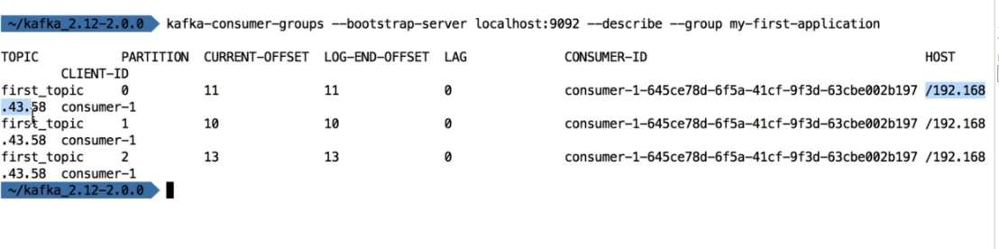 ~/kafka_2.12-2.0.0  kafka-consumer-groups --bootstrap-server localhost:9092 --describe --group my-first-application
TOPIC PARTITION CURRENT-OFFSET LOG-END-OFFSET LAG CONSUMER-ID HOST
CLIENT-ID
first_topic 0 11 11 0 consumer-1-645ce78d-6f5a-41cf-9f3d-63cbe002b197 /192.168
.43.58 consumer-1
first_topic 1 10 10 0 consumer-1-645ce78d-6f5a-41cf-9f3d-63cbe002b197 /192.168
.43.58 consumer-1
first_topic 2 13 13 0 consumer-1-645ce78d-6f5a-41cf-9f3d-63cbe002b197 /192.168
.43.58 consumer-1
~/kafka_2.12-2.0.0